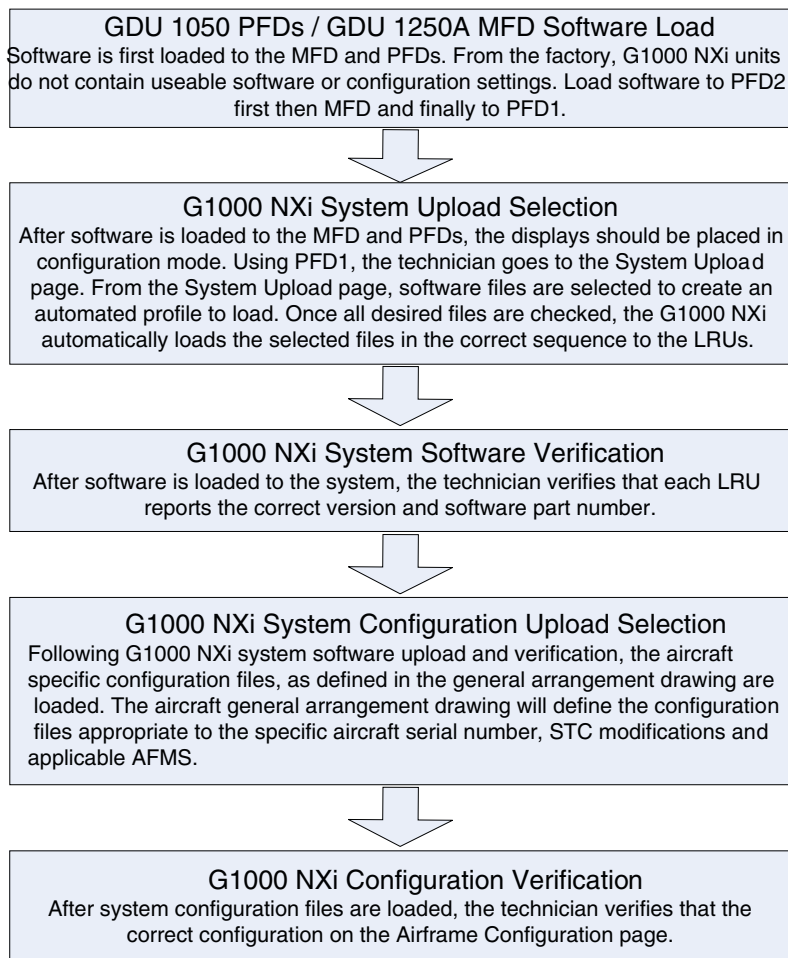 GDU 1050 PFDs / GDU 1250A MFD Software Load
Software is first loaded to the MFD and PFDs. From the factory, G1000 NXi units
do not contain useable software or configuration settings. Load software to PFD2
first then MFD and finally to PFD1.
G1000 NXi System Upload Selection
After software is loaded to the MFD and PFDs, the displays should be placed in
configuration mode. Using PFD1, the technician goes to the System Upload
page. From the System Upload page, software files are selected to create an
automated profile to load. Once all desired files are checked, the G1000 NXi
automatically loads the selected files in the correct sequence to the LRUs.
G1000 NXi System Software Verification
After software is loaded to the system, the technician verifies that each LRU
reports the correct version and software part number.
G1000 NXi System Configuration Upload Selection
Following G1000 NXi system software upload and verification, the aircraft
specific configuration files, as defined in the general arrangement drawing are
loaded. The aircraft general arrangement drawing will define the configuration
files appropriate to the specific aircraft serial number, STC modifications and
applicable AFMS.
G1000 NXi Configuration Verification
After system configuration files are loaded, the technician verifies that the
correct configuration on the Airframe Configuration page.